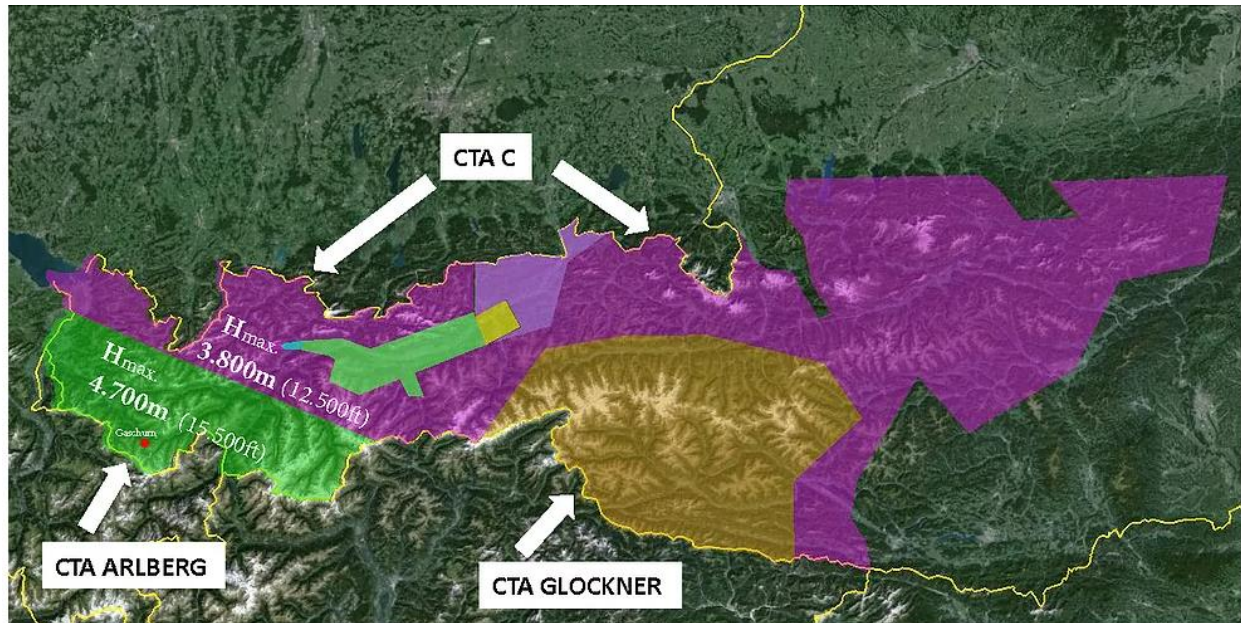 CTA C
Hmax.
3.800m (12.500ft)
Hmax.
4.700m (15.500ft)
Gaschurn
CTA ARLBERG
CTA GLOCKNER